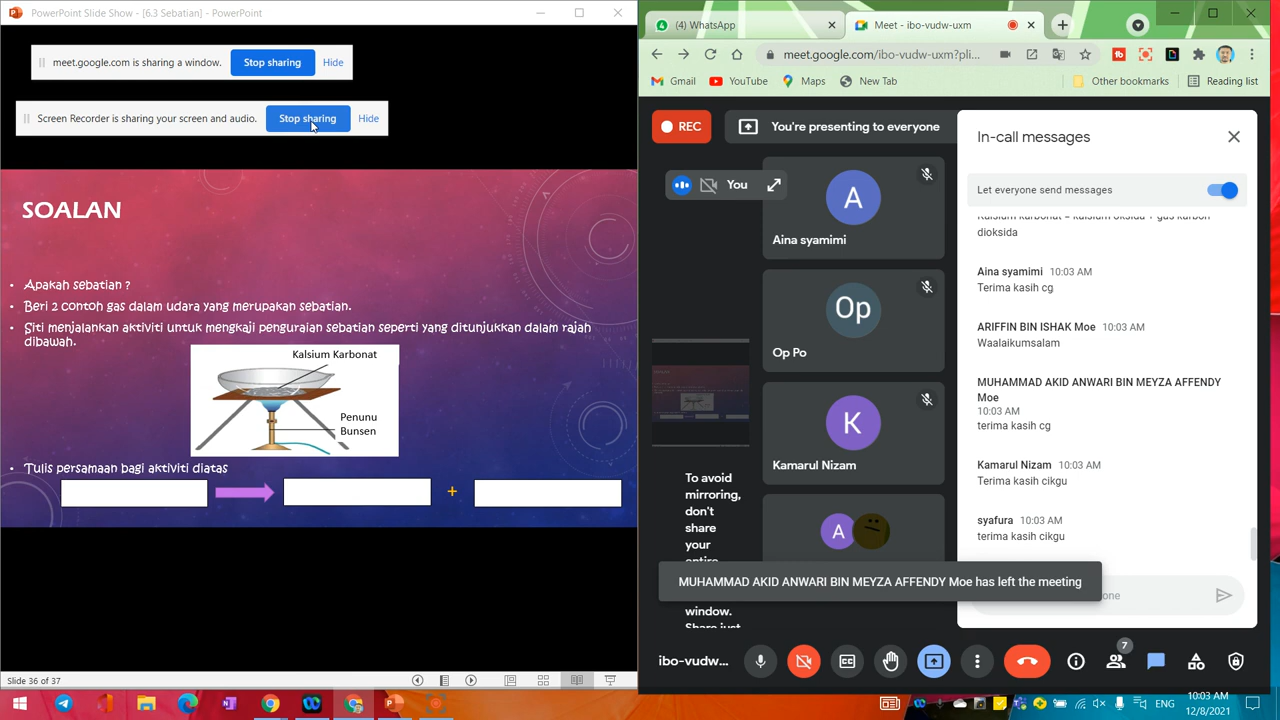 PowerPoint Slide Show - [6.3 Sebatian] - PowerPoint
meet.google.com is sharing a window.
Stop sharing
Hide
Screen Recorder is sharing your screen and audio.
Stop sharing
Hide
SOALAN
• Apakah sebatian ?
• Beri 2 contoh gas dalam udara yang merupakan sebatian.
• Siti menjalankan aktiviti untuk mengkaji penguraian sebatian seperti yang ditunjukkan dalam rajah
dibawah.
Kalsium Karbonat
Penunu
Bunsen
• Tulis persamaan bagi aktiviti diatas
+
Slide 36 of 37
(4) WhatsApp
Meet - ibo-vudw-uxm
meet.google.com/ibo-vudw-uxm?pli...
Gmail
YouTube
Maps
New Tab
Other bookmarks
Reading list
REC
You're presenting to everyone
You
A
Aina syamimi
Op
Op Po
K
Kamarul Nizam
A
To avoid
mirroring,
don't
share
your
entire
window.
Share just
In-call messages
Let everyone send messages
Kalsium karbonat = kalsium oksida + gas karbon
dioksida
Aina syamimi 10:03 AM
Terima kasih cg
ARIFFIN BIN ISHAK Moe 10:03 AM
Waalaikumsalam
MUHAMMAD AKID ANWARI BIN MEYZA AFFENDY
Moe
10:03 AM
terima kasih cg
Kamarul Nizam 10:03 AM
Terima kasih cikgu
syafura 10:03 AM
terima kasih cikgu
MUHAMMAD AKID ANWARI BIN MEYZA AFFENDY Moe has left the meeting
ibo-vudw...
7
ENG
10:03 AM
12/8/2021